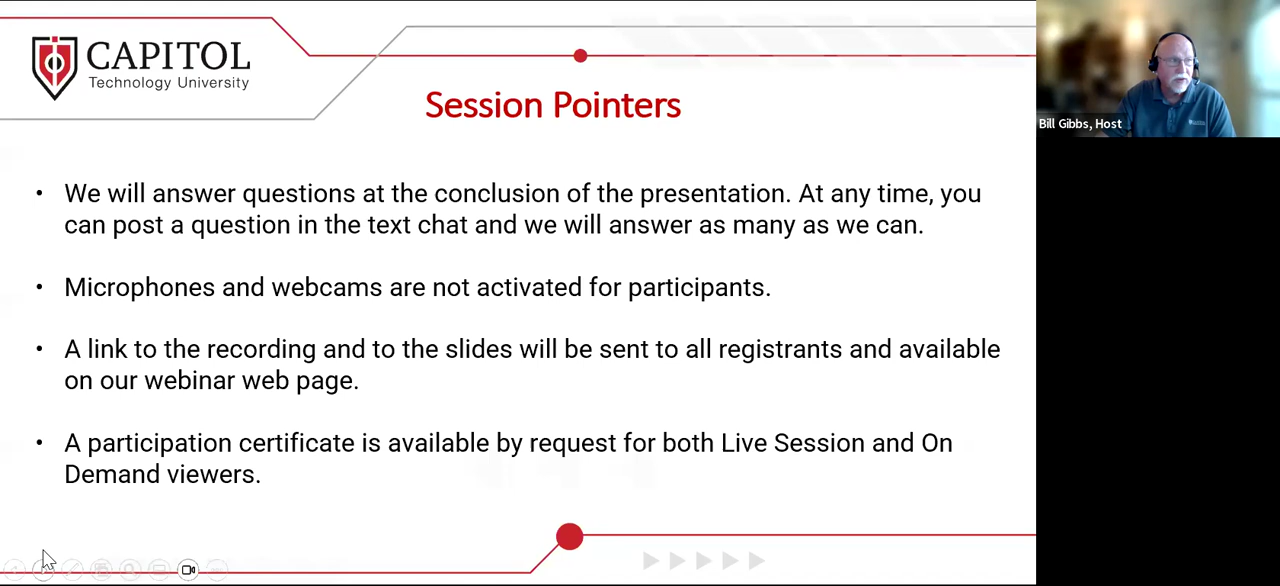 CAPITOL
Technology University
Session Pointers
Bill Gibbs, Host
• We will answer questions at the conclusion of the presentation. At any time, you
can post a question in the text chat and we will answer as many as we can.
• Microphones and webcams are not activated for participants.
• A link to the recording and to the slides will be sent to all registrants and available
on our webinar web page.
• A participation certificate is available by request for both Live Session and On
Demand viewers.